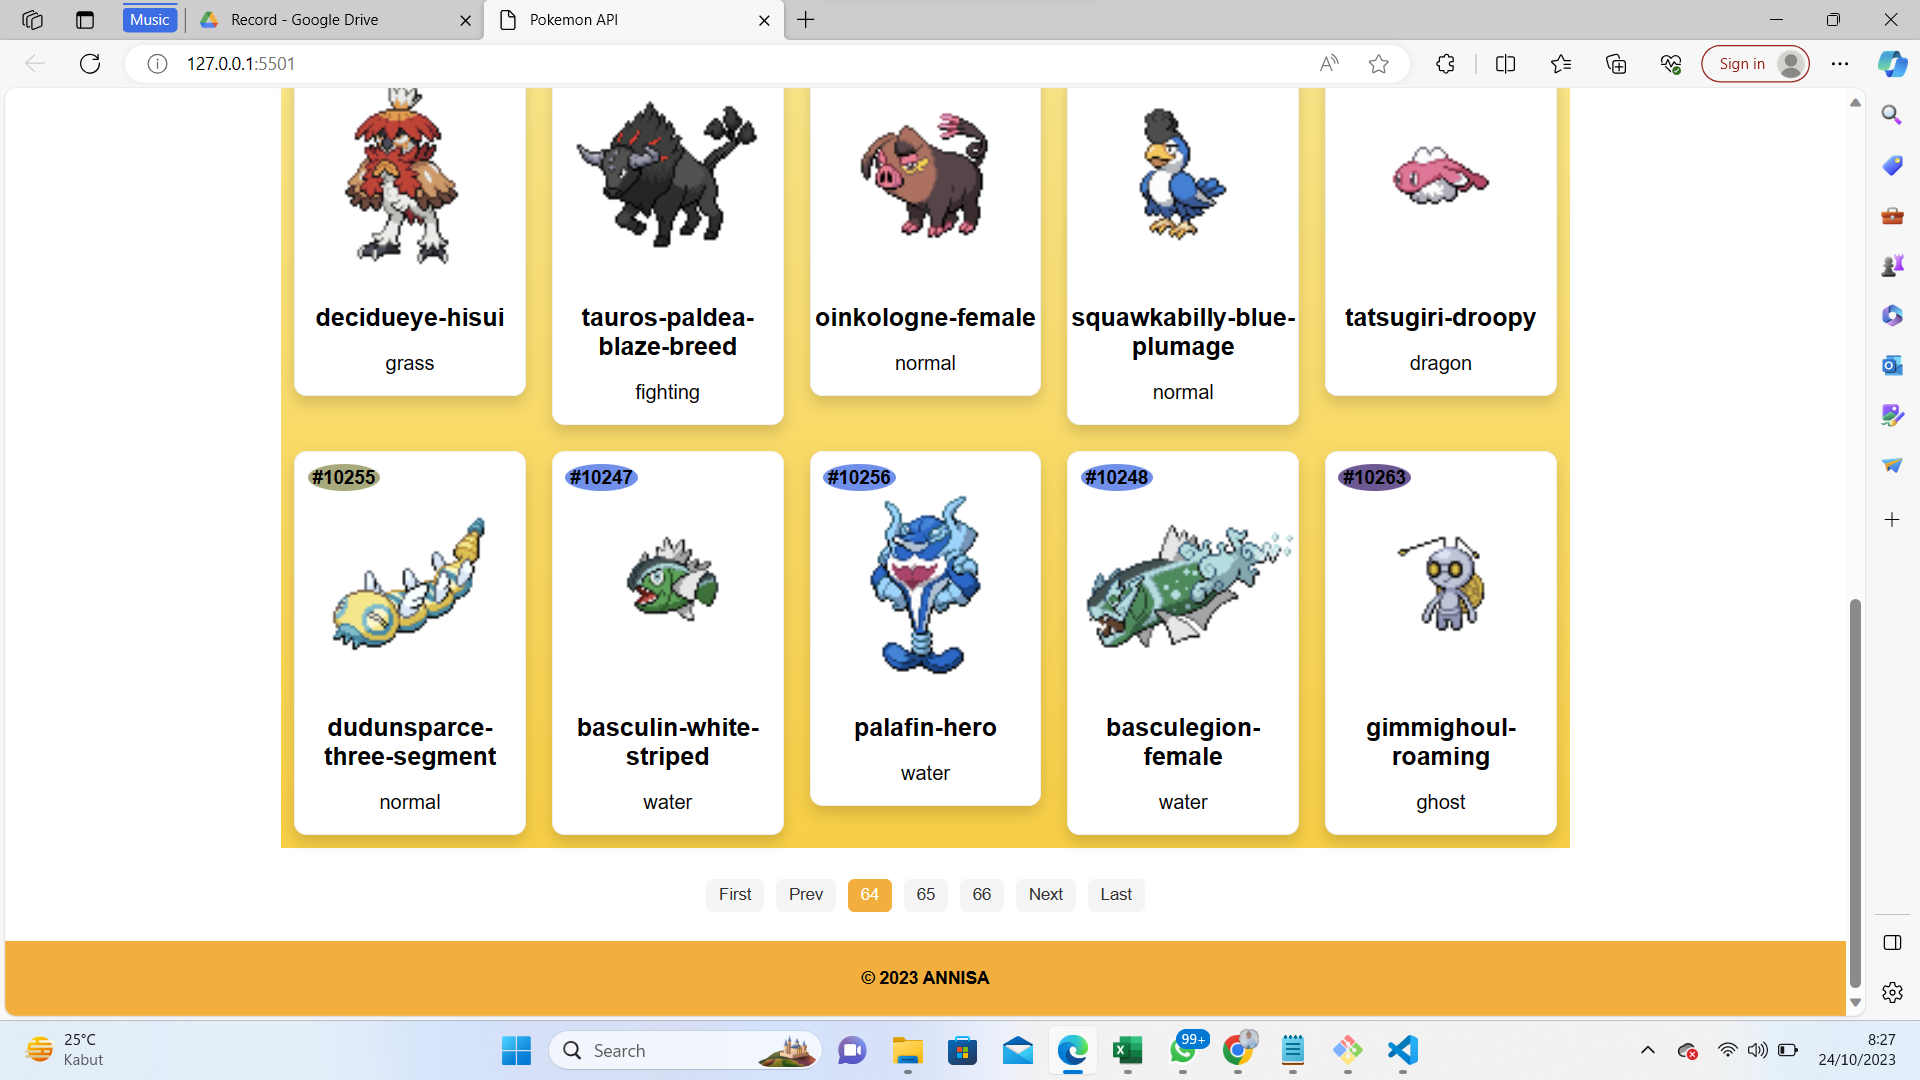 Music
Record - Google Drive
Pokemon API
127.0.0.1:5501
Sign in
decidueye-hisui
grass
tauros-paldea-
blaze-breed
fighting
oinkologne-female
normal
squawkabilly-blue-
plumage
normal
tatsugiri-droopy
dragon
#10255
dudunsparce-
three-segment
normal
#10247
basculin-white-
striped
water
#10256
palafin-hero
water
#10248
basculegion-
female
water
#10263
gimmighoul-
roaming
ghost
First
Prev
64
65
66
Next
Last
© 2023 ANNISA
25°C
Kabut
Search
99+
8:27
24/10/2023